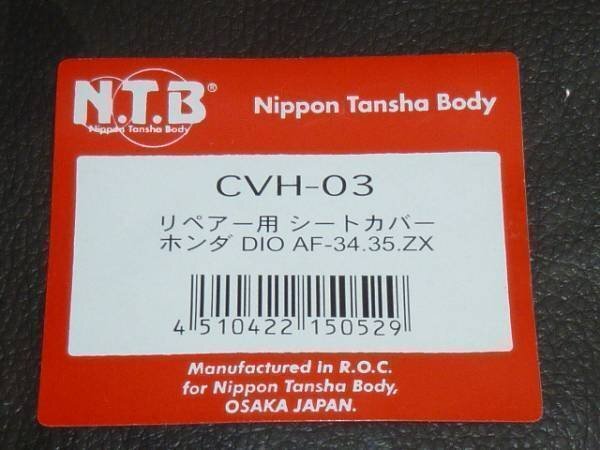 N.T.B®
Nippon Tansha Body
Nippon Tansha Body
CVH-03
リペアー用 シートカバー
ホンダ DIO AF-34.35.ZX
4 510422 150529
Manufactured in R.O.C.
for Nippon Tansha Body,
OSAKA JAPAN.